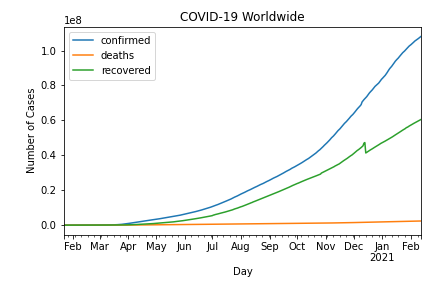 COVID-19 Worldwide
1e8
confirmed
deaths
recovered
Number of Cases
1.0
0.8
0.6
0.4
0.2
0.0
Feb Mar Apr May Jun Jul Aug Sep Oct Nov Dec Jan Feb
2021
Day